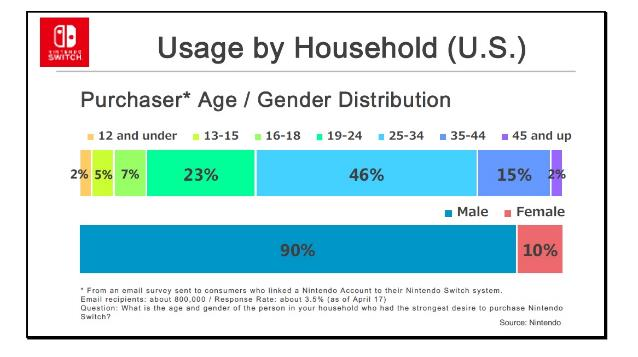 NINTENDO
SWITCH
Usage by Household (U.S.)
Purchaser* Age / Gender Distribution
12 and under 13-15 16-18 19-24 25-34 35-44 45 and up
2% 5% 7% 23% 46% 15% 2%
Male Female
90% 10%
* From an email survey sent to consumers who linked a Nintendo Account to their Nintendo Switch system.
Email recipients: about 800,000 / Response Rate: about 3.5% (as of April 17)
Question: What is the age and gender of the person in your household who had the strongest desire to purchase Nintendo
Switch?
Source: Nintendo